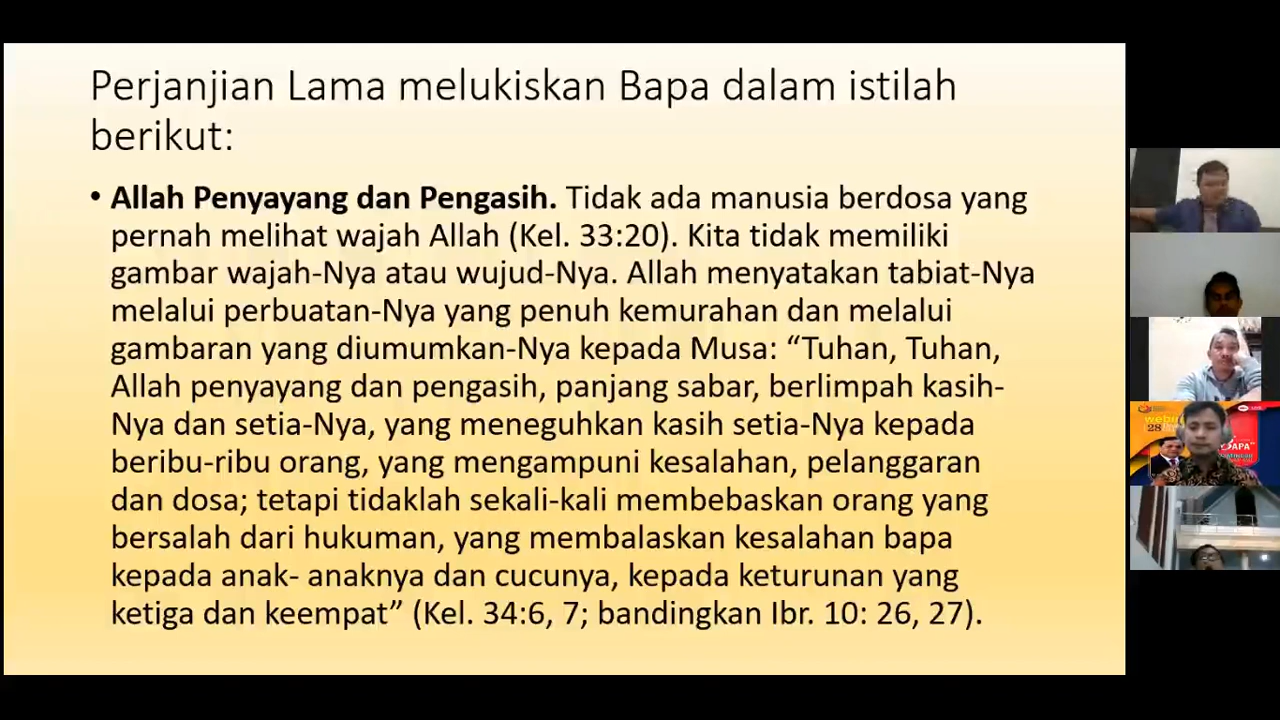 Perjanjian Lama melukiskan Bapa dalam istilah
berikut:
• Allah Penyayang dan Pengasih. Tidak ada manusia berdosa yang
pernah melihat wajah Allah (Kel. 33:20). Kita tidak memiliki
gambar wajah-Nya atau wujud-Nya. Allah menyatakan tabiat-Nya
melalui perbuatan-Nya yang penuh kemurahan dan melalui
gambaran yang diumumkan-Nya kepada Musa: “Tuhan, Tuhan,
Allah penyayang dan pengasih, panjang sabar, berlimpah kasih-
Nya dan setia-Nya, yang meneguhkan kasih setia-Nya kepada
beribu-ribu orang, yang mengampuni kesalahan, pelanggaran
dan dosa; tetapi tidaklah sekali-kali membebaskan orang yang
bersalah dari hukuman, yang membalaskan kesalahan bapa
kepada anak- anaknya dan cucunya, kepada keturunan yang
ketiga dan keempat” (Kel. 34:6, 7; bandingkan Ibr. 10: 26, 27).
28